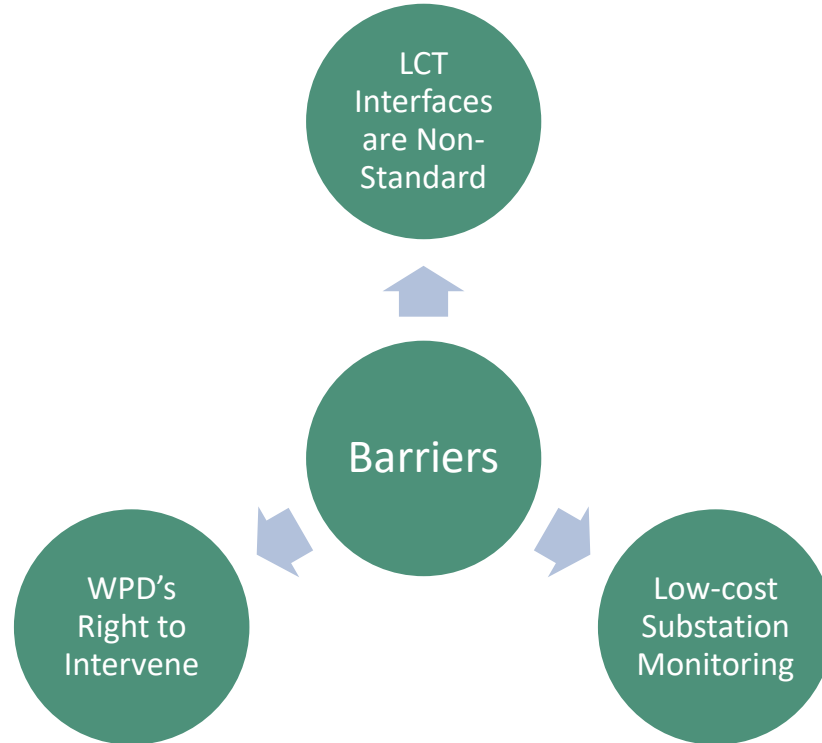 LCT
Interfaces
are Non-
Standard
Barriers
WPD’s
Right to
Intervene
Low-cost
Substation
Monitoring